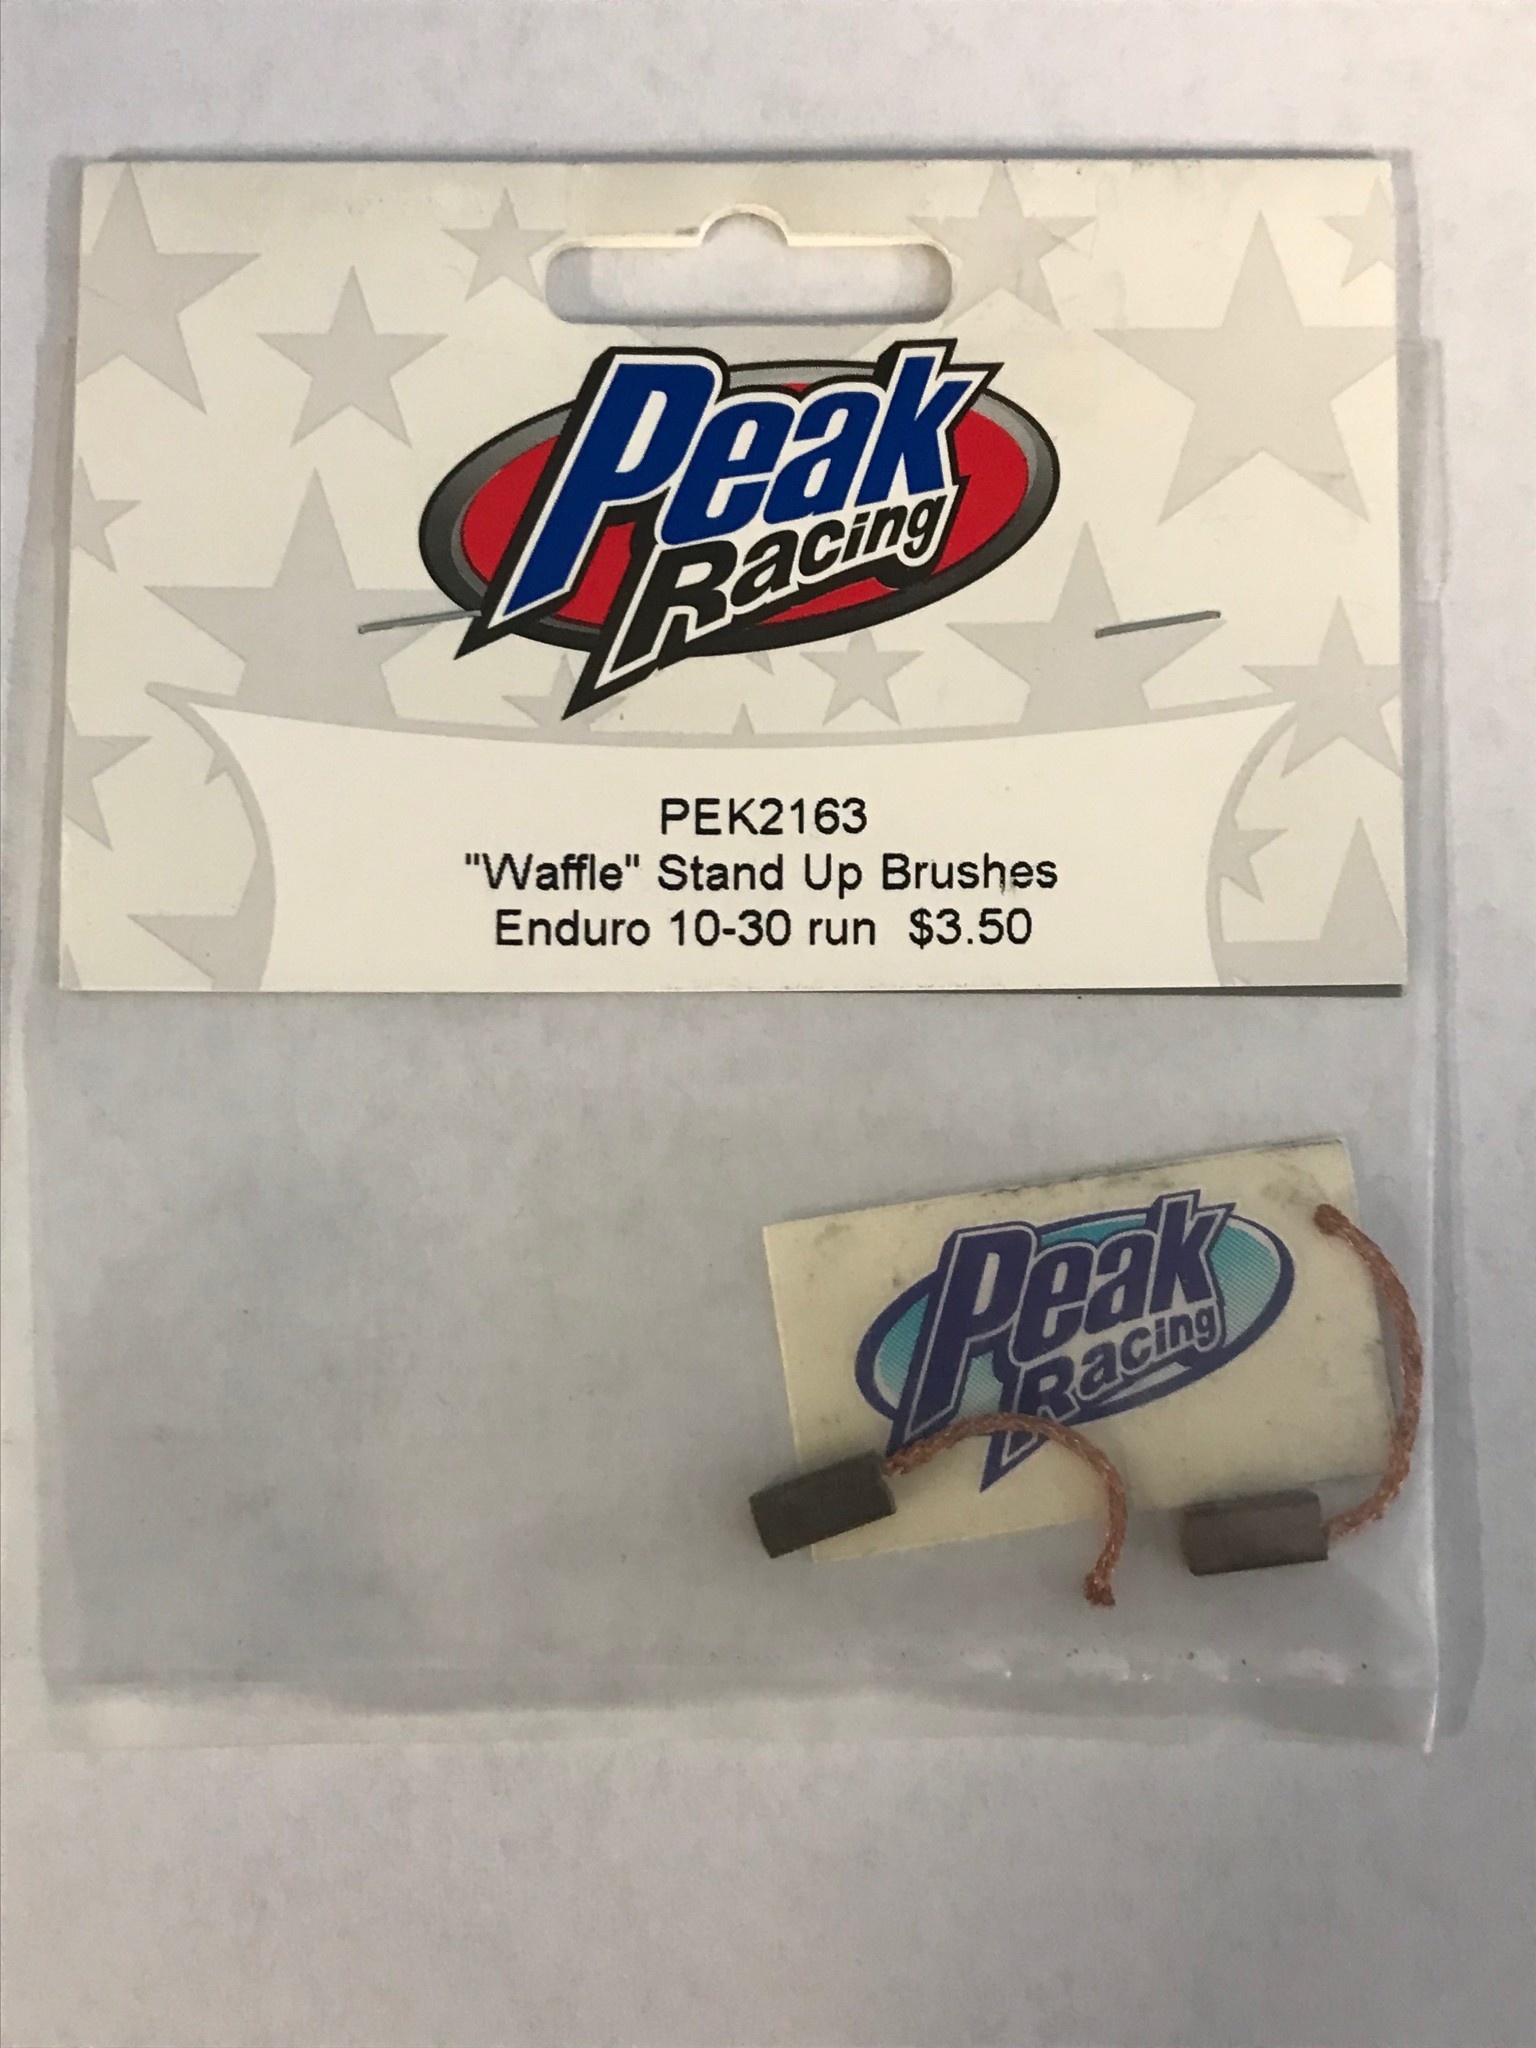 Peak
Racing
PEK2163
"Waffle" Stand Up Brushes
Enduro 10-30 run $3.50
Peak
Racing